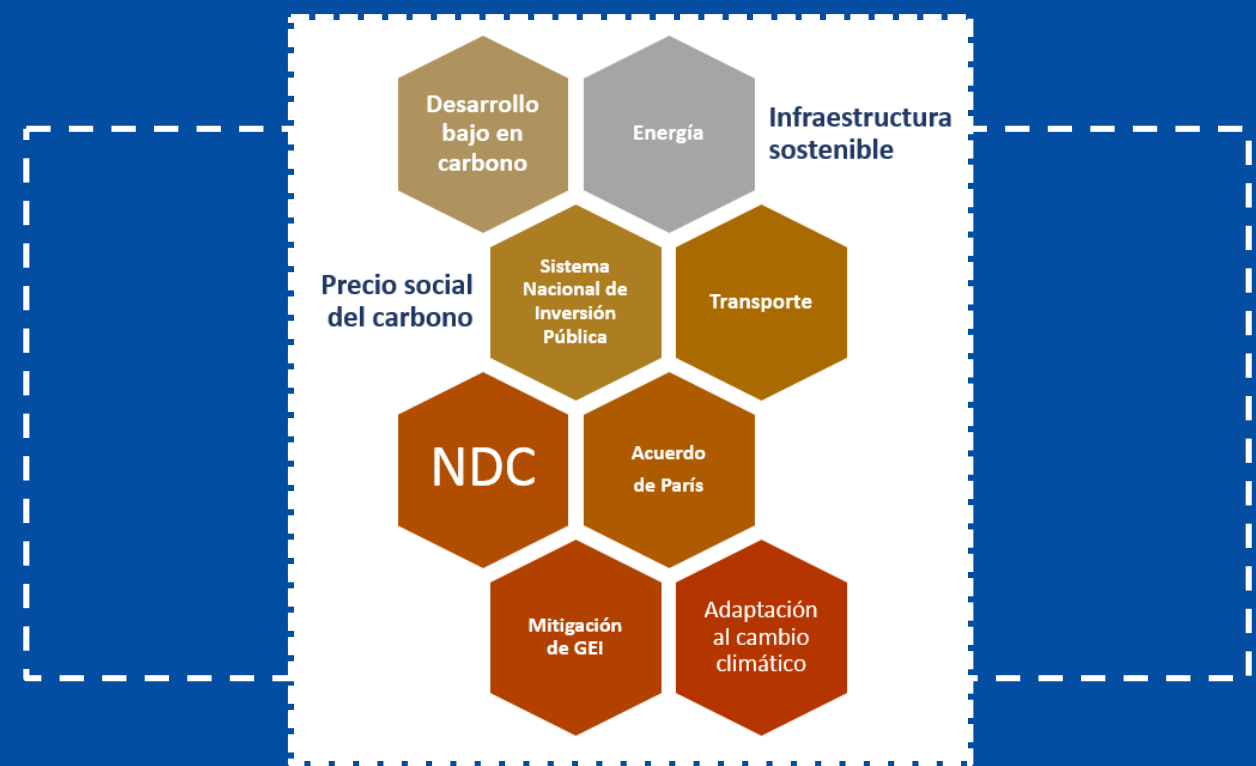 Desarrollo
bajo en
carbono
Energía
Infraestructura
sostenible
Precio social
del carbono
Sistema
Nacional de
Inversión
Pública
Transporte
NDC
Acuerdo
de París
Mitigación
de GEI
Adaptación
al cambio
climático